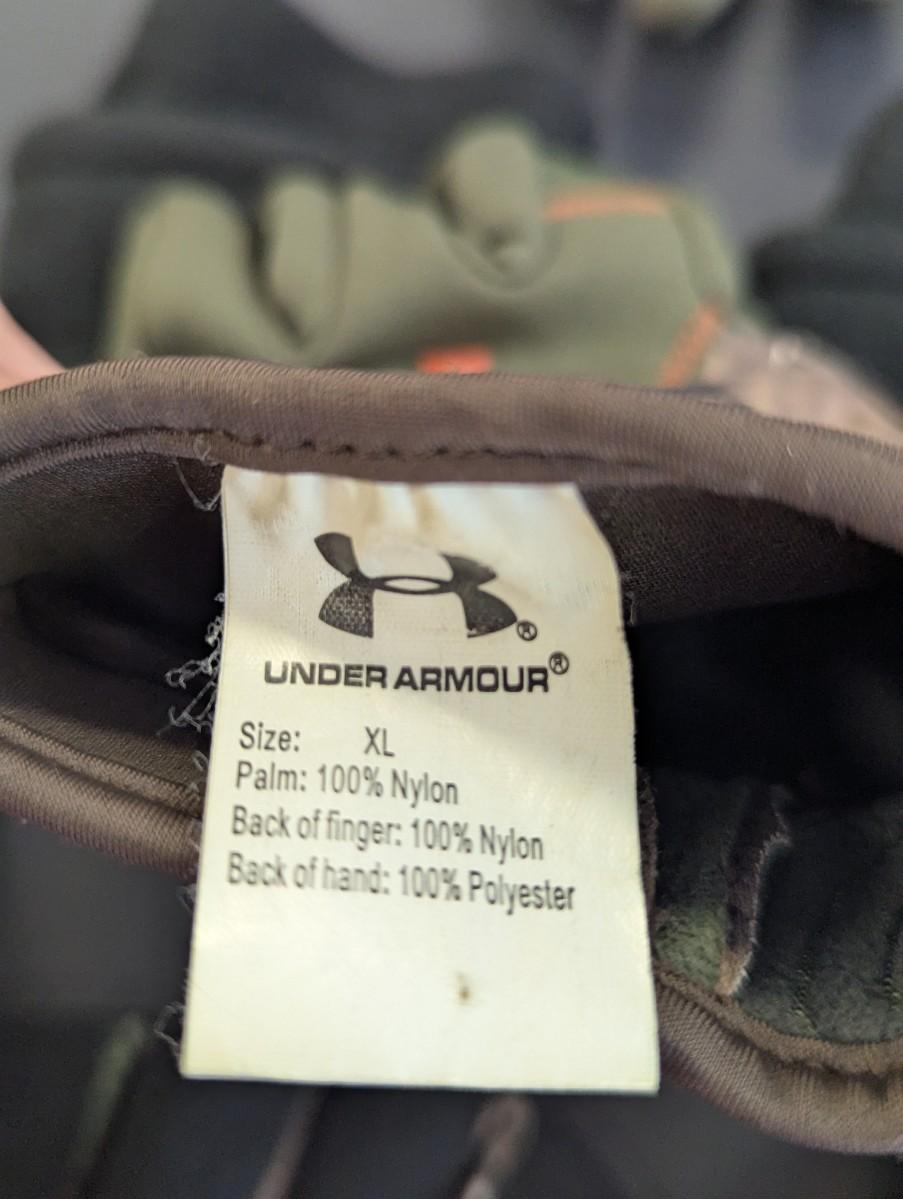 ®
UNDER ARMOUR®
Size: XL
Palm: 100% Nylon
Back of finger: 100% Nylon
Back of hand: 100% Polyester